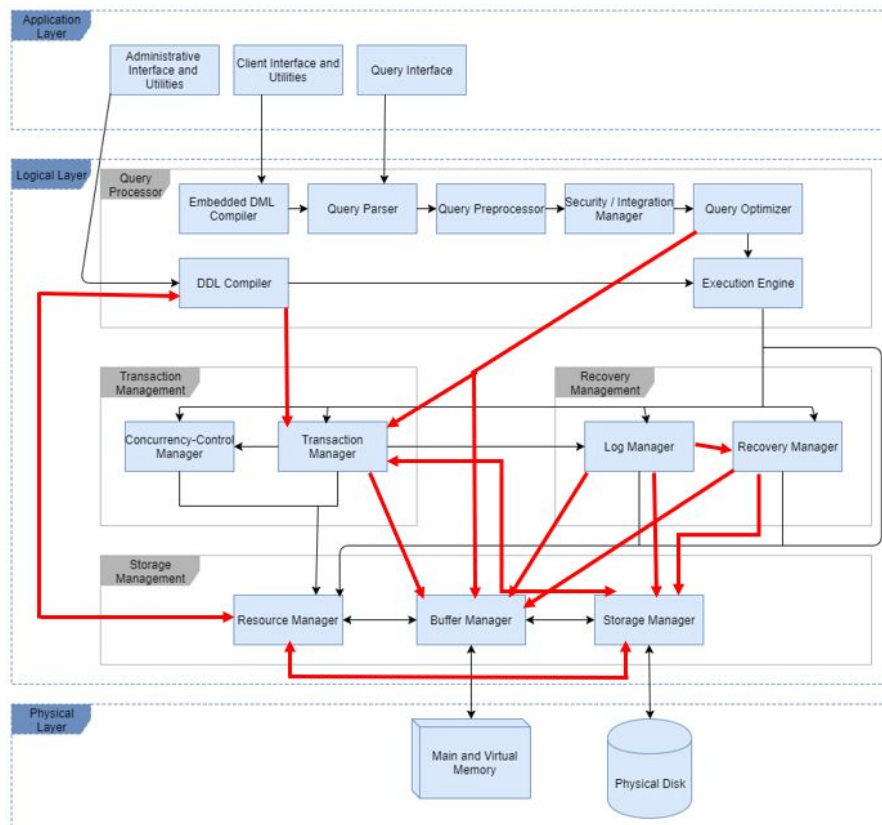 Application
Layer
Administrative
Interface and
Utilities
Client Interface and
Utilities
Query Interface
Logical Layer
Query
Processor
Embedded DML
Compiler
Query Parser
Query Preprocessor
Security / Integration
Manager
Query Optimizer
DDL Compiler
Execution Engine
Transaction
Management
Recovery
Management
Concurrency-Control
Manager
Transaction
Manager
Log Manager
Recovery Manager
Storage
Management
Resource Manager
Buffer Manager
Storage Manager
Physical
Layer
Main and Virtual
Memory
Physical Disk